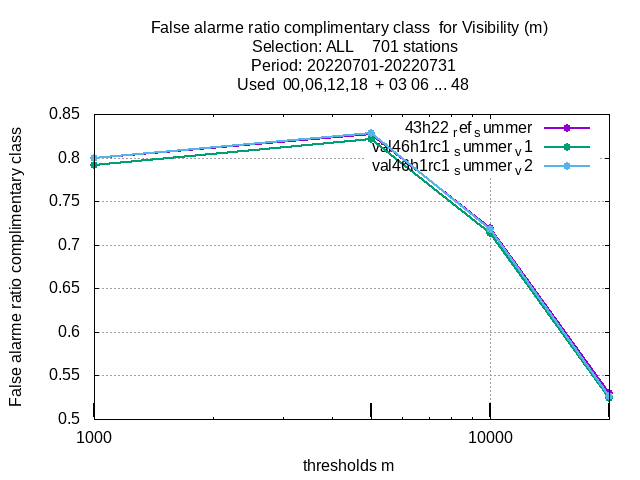 False alarme ratio complimentary class  for Visibility (m)
Selection: ALL    701 stations
Period: 20220701-20220731
Used  00,06,12,18  + 03 06 ... 48
False alarme ratio complimentary class
0.85
0.8
0.75
0.7
0.65
0.6
0.55
0.5
43h22 ref summer
val46h1rc1 summer v1
val46h1rc1 summer v2
1000
10000
thresholds m